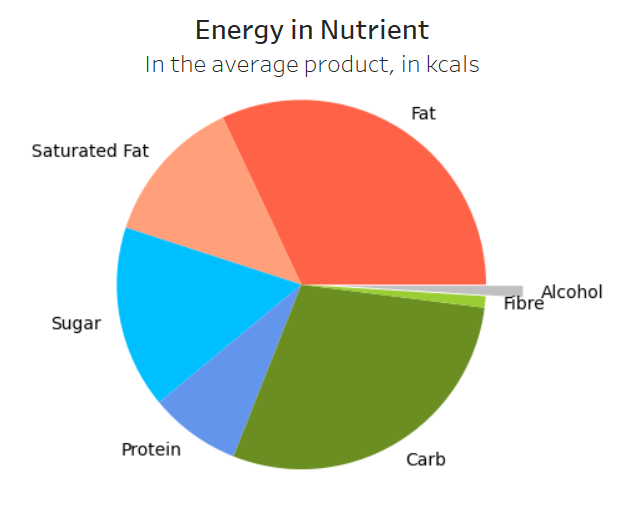 Energy in Nutrient
In the average product, in kcals
Fat
Saturated Fat
Alcohol
Fibre
Sugar
Protein
Carb